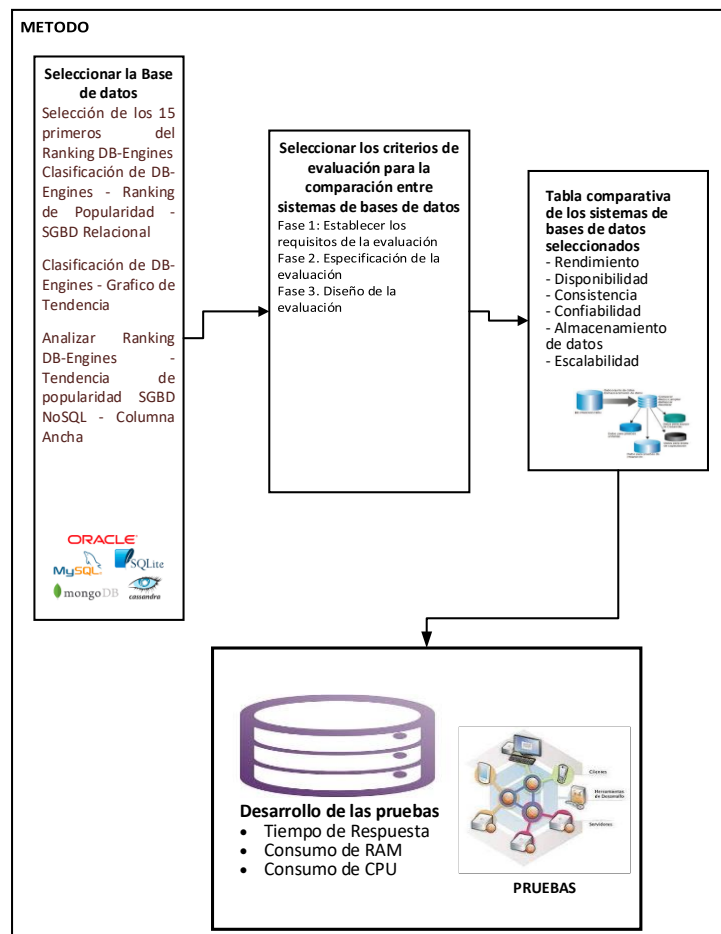 METODO
Seleccionar la Base
de datos
Selección de los 15
primeros del
Ranking DB-Engines
Clasificación de DB-
Engines - Ranking
de Popularidad -
SGBD Relacional
Clasificación de DB-
Engines - Grafico de
Tendencia
Analizar Ranking
DB-Engines -
Tendencia de
popularidad SGBD
NoSQL - Columna
Ancha
ORACLE
MySQL
SQLite
mongoDB
cassandra
Seleccionar los criterios de
evaluación para la
comparación entre
sistemas de bases de datos
Fase 1: Establecer los
requisitos de la evaluación
Fase 2. Especificación de la
evaluación
Fase 3. Diseño de la
evaluación
Tabla comparativa
de los sistemas de
bases de datos
seleccionados
- Rendimiento
- Disponibilidad
- Consistencia
- Confiabilidad
- Almacenamiento
de datos
- Escalabilidad
Desarrollo de las pruebas
• Tiempo de Respuesta
• Consumo de RAM
• Consumo de CPU
Clientes
Herramientas
de Desarrollo
Servidores
PRUEBAS